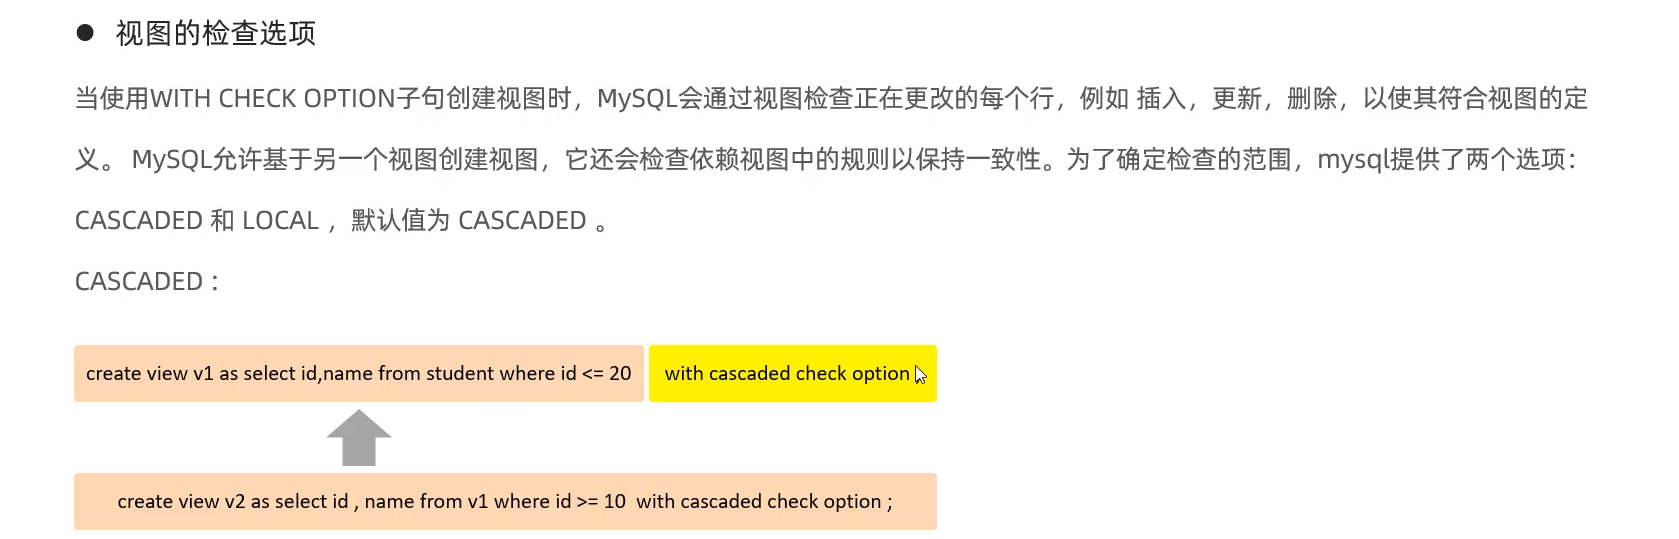 ● 视图的检查选项
当使用WITH CHECK OPTION子句创建视图时，MySQL会通过视图检查正在更改的每个行，例如 插入，更新，删除，以使其符合视图的定
义。 MySQL允许基于另一个视图创建视图，它还会检查依赖视图中的规则以保持一致性。为了确定检查的范围，mysql提供了两个选项：
CASCADED 和 LOCAL ，默认值为 CASCADED 。
CASCADED：
create view v1 as select id,name from student where id <= 20 with cascaded check option
create view v2 as select id , name from v1 where id >= 10 with cascaded check option ;